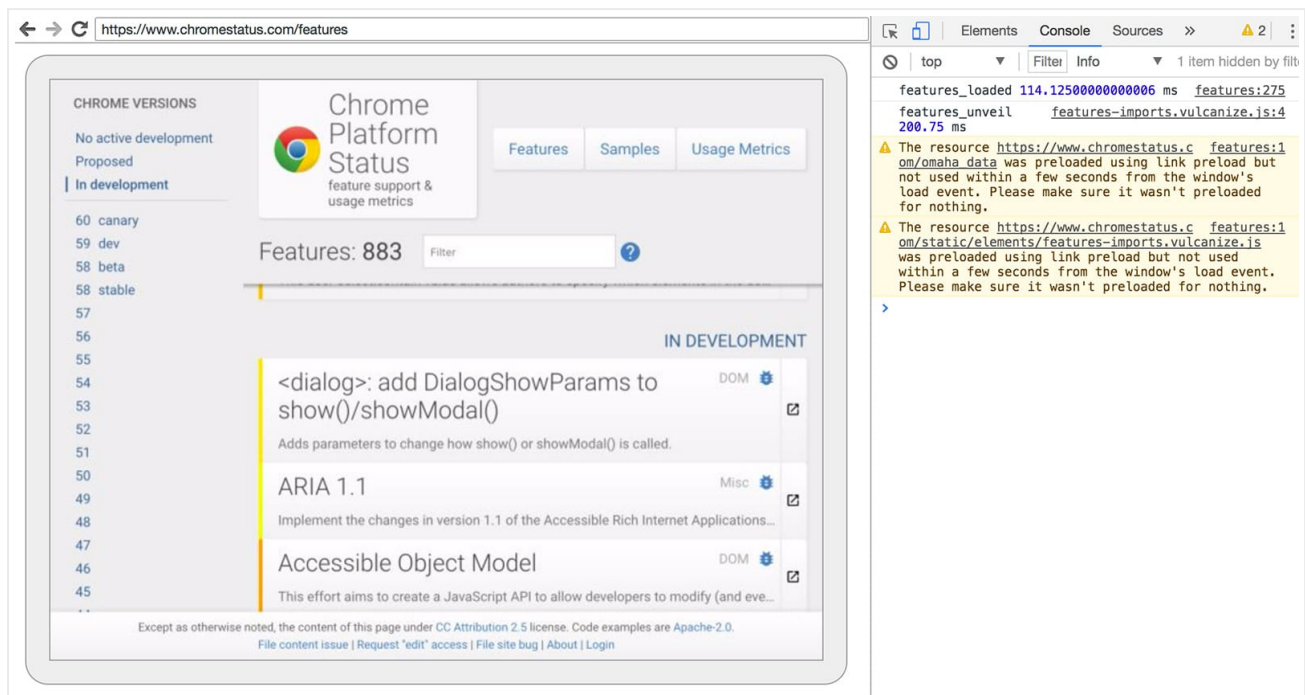 https://www.chromestatus.com/features
CHROME VERSIONS
No active development
Proposed
In development
60 canary
59 dev
58 beta
58 stable
57
56
55
54
53
52
51
50
49
48
47
46
45
Chrome
Platform
Status
feature support &
usage metrics
Features
Samples
Usage Metrics
Features: 883
Filter
?
IN DEVELOPMENT
<dialog>: add DialogShowParams to
show()/showModal()
DOM
Adds parameters to change how show() or showModal() is called.
ARIA 1.1
Misc
Implement the changes in version 1.1 of the Accessible Rich Internet Applications...
Accessible Object Model
DOM
This effort aims to create a JavaScript API to allow developers to modify (and eve...
Except as otherwise noted, the content of this page under CC Attribution 2.5 license. Code examples are Apache-2.0.
File content issue | Request "edit" access | File site bug | About | Login
Elements Console Sources » 2
top Filter Info 1 item hidden by filt
features_loaded 114.12500000000006 ms features:275
features_unveil features-imports.vulcanize.js:4
200.75 ms
The resource https://www.chromestatus.c features:1
om/omaha_data was preloaded using link preload but
not used within a few seconds from the window's
load event. Please make sure it wasn't preloaded
for nothing.
The resource https://www.chromestatus.c features:1
om/static/elements/features-imports.vulcanize.js
was preloaded using link preload but not used
within a few seconds from the window's load event.
Please make sure it wasn't preloaded for nothing.
>